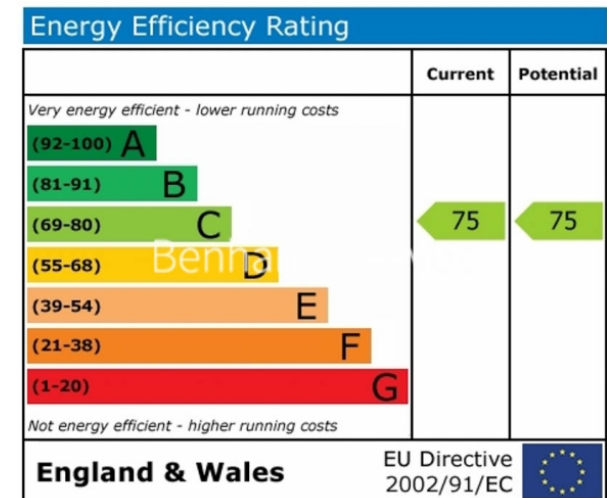 Energy Efficiency Rating
Current Potential
Very energy efficient - lower running costs
(92-100) A
(81-91) B
(69-80) C 75 75
(55-68) D
(39-54) E
(21-38) F
(1-20) G
Not energy efficient - higher running costs
England & Wales
EU Directive
2002/91/EC